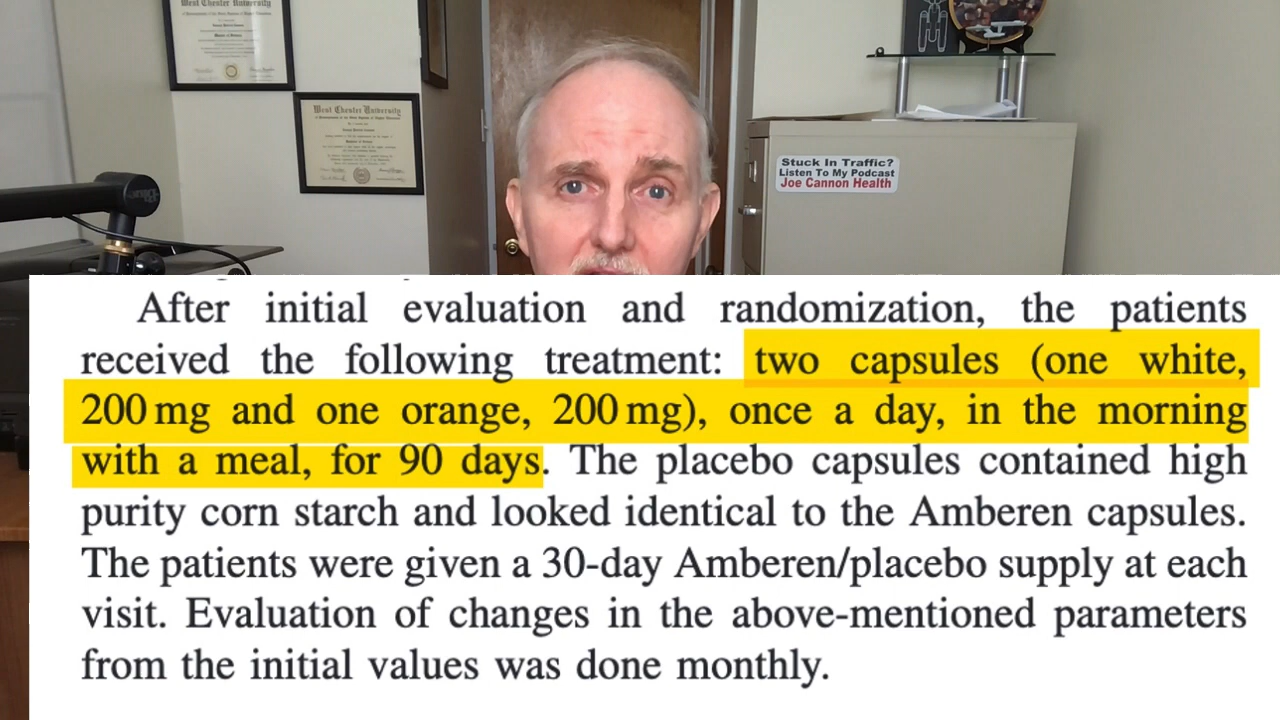 West Chester University
West Chester University
Stuck In Traffic?
Listen To My Podcast
Joe Cannon Health
After initial evaluation and randomization, the patients
received the following treatment: two capsules (one white,
200 mg and one orange, 200 mg), once a day, in the morning
with a meal, for 90 days. The placebo capsules contained high
purity corn starch and looked identical to the Amberen capsules.
The patients were given a 30-day Amberen/placebo supply at each
visit. Evaluation of changes in the above-mentioned parameters
from the initial values was done monthly.